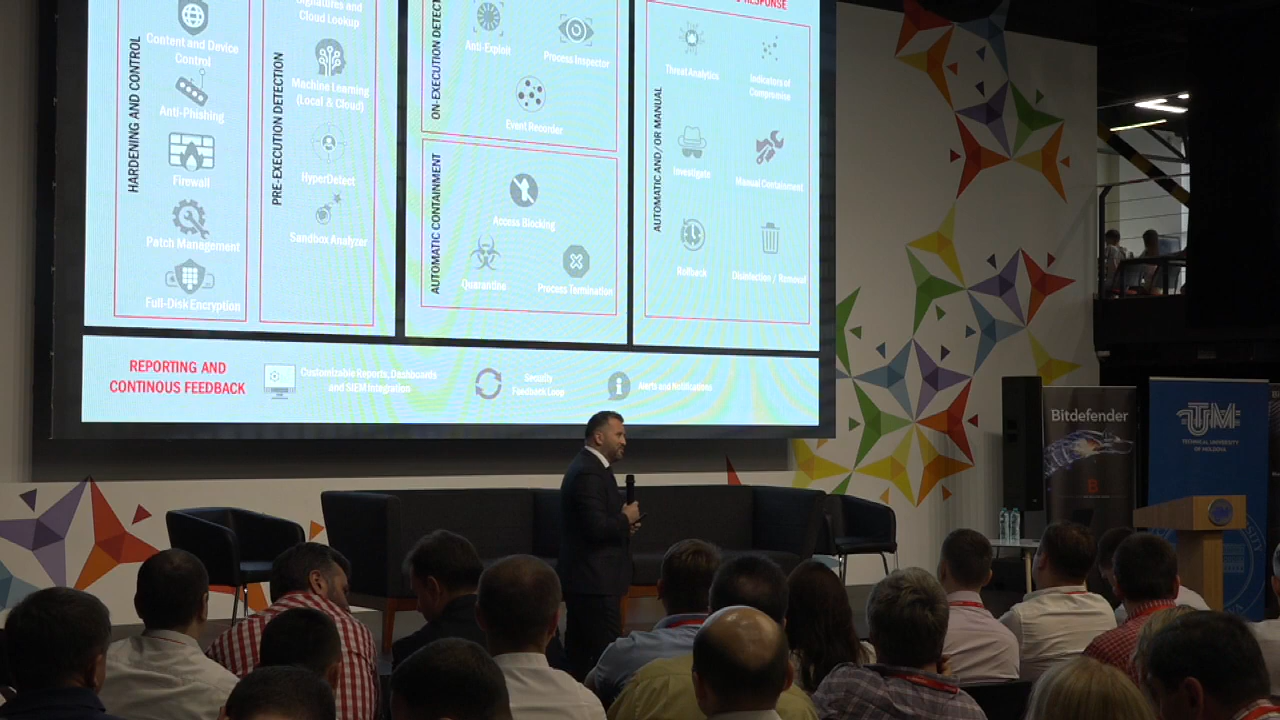 HARDENING AND CONTROL
Content and Device
Control
Anti-Phishing
Firewall
Patch Management
Full-Disk Encryption
PRE-EXECUTION DETECTION
Signatures and
Cloud Lookup
Machine Learning
(Local & Cloud)
HyperDetect
Sandbox Analyzer
Anti-Exploit
Process Inspector
Event Recorder
AUTOMATIC CONTAINMENT
Access Blocking
Quarantine
Process Termination
RESPONSE
AUTOMATIC AND/OR MANUAL
Threat Analytics
Indicators of
Compromise
Investigate
Manual Containment
Rollback
Disinfection / Removal
REPORTING AND
CONTINOUS FEEDBACK
Customizable Reports, Dashboards
and SIEM Integration
Security
Feedback Loop
Alerts and Notifications
Bitdefender
B
UTM
TECHNICAL UNIVERSITY
OF MOLDOVA